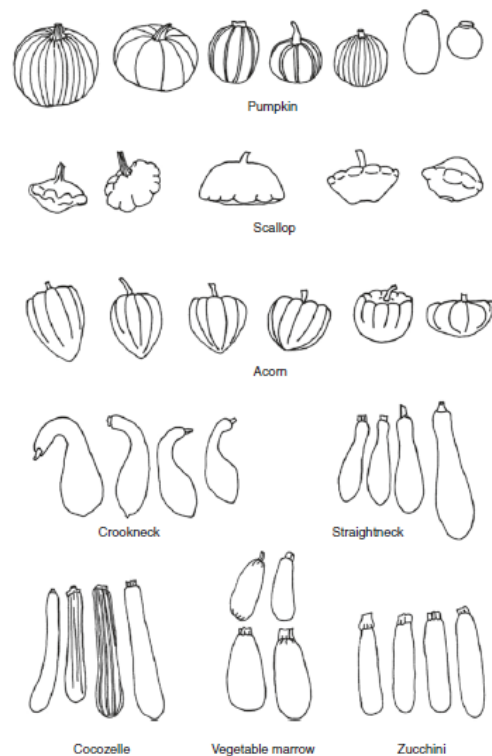 Pumpkin
Scallop
Acorn
Crookneck
Straightneck
Cocozelle
Vegetable marrow
Zucchini